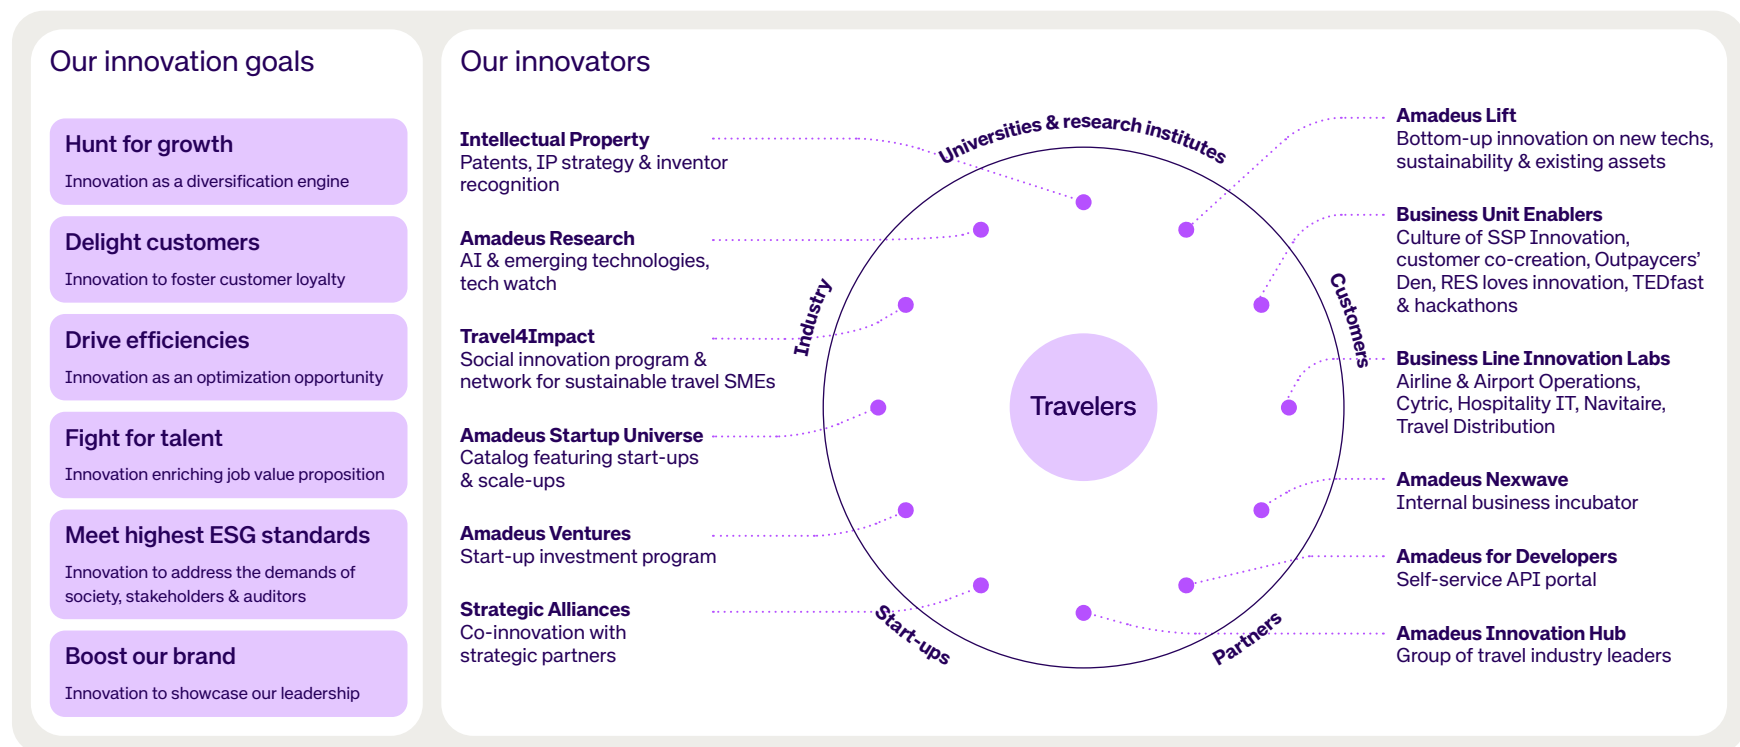 Our innovation goals
Hunt for growth
Innovation as a diversification engine
Delight customers
Innovation to foster customer loyalty
Drive efficiencies
Innovation as an optimization opportunity
Fight for talent
Innovation enriching job value proposition
Meet highest ESG standards
Innovation to address the demands of
society, stakeholders & auditors
Boost our brand
Innovation to showcase our leadership
Our innovators
Intellectual Property
Patents, IP strategy & inventor
recognition
Amadeus Research
AI & emerging technologies,
tech watch
Travel4Impact
Social innovation program &
network for sustainable travel SMEs
Amadeus Startup Universe
Catalog featuring start-ups
& scale-ups
Amadeus Ventures
Start-up investment program
Strategic Alliances
Co-innovation with
strategic partners
Universities & research institutes
Industry
Customers
Travelers
Start-ups
Partners
Amadeus Lift
Bottom-up innovation on new techs,
sustainability & existing assets
Business Unit Enablers
Culture of SSP Innovation,
customer co-creation, Outpaycers’
Den, RES loves innovation, TEDfast
& hackathons
Business Line Innovation Labs
Airline & Airport Operations,
Cytric, Hospitality IT, Navitaire,
Travel Distribution
Amadeus Nexwave
Internal business incubator
Amadeus for Developers
Self-service API portal
Amadeus Innovation Hub
Group of travel industry leaders